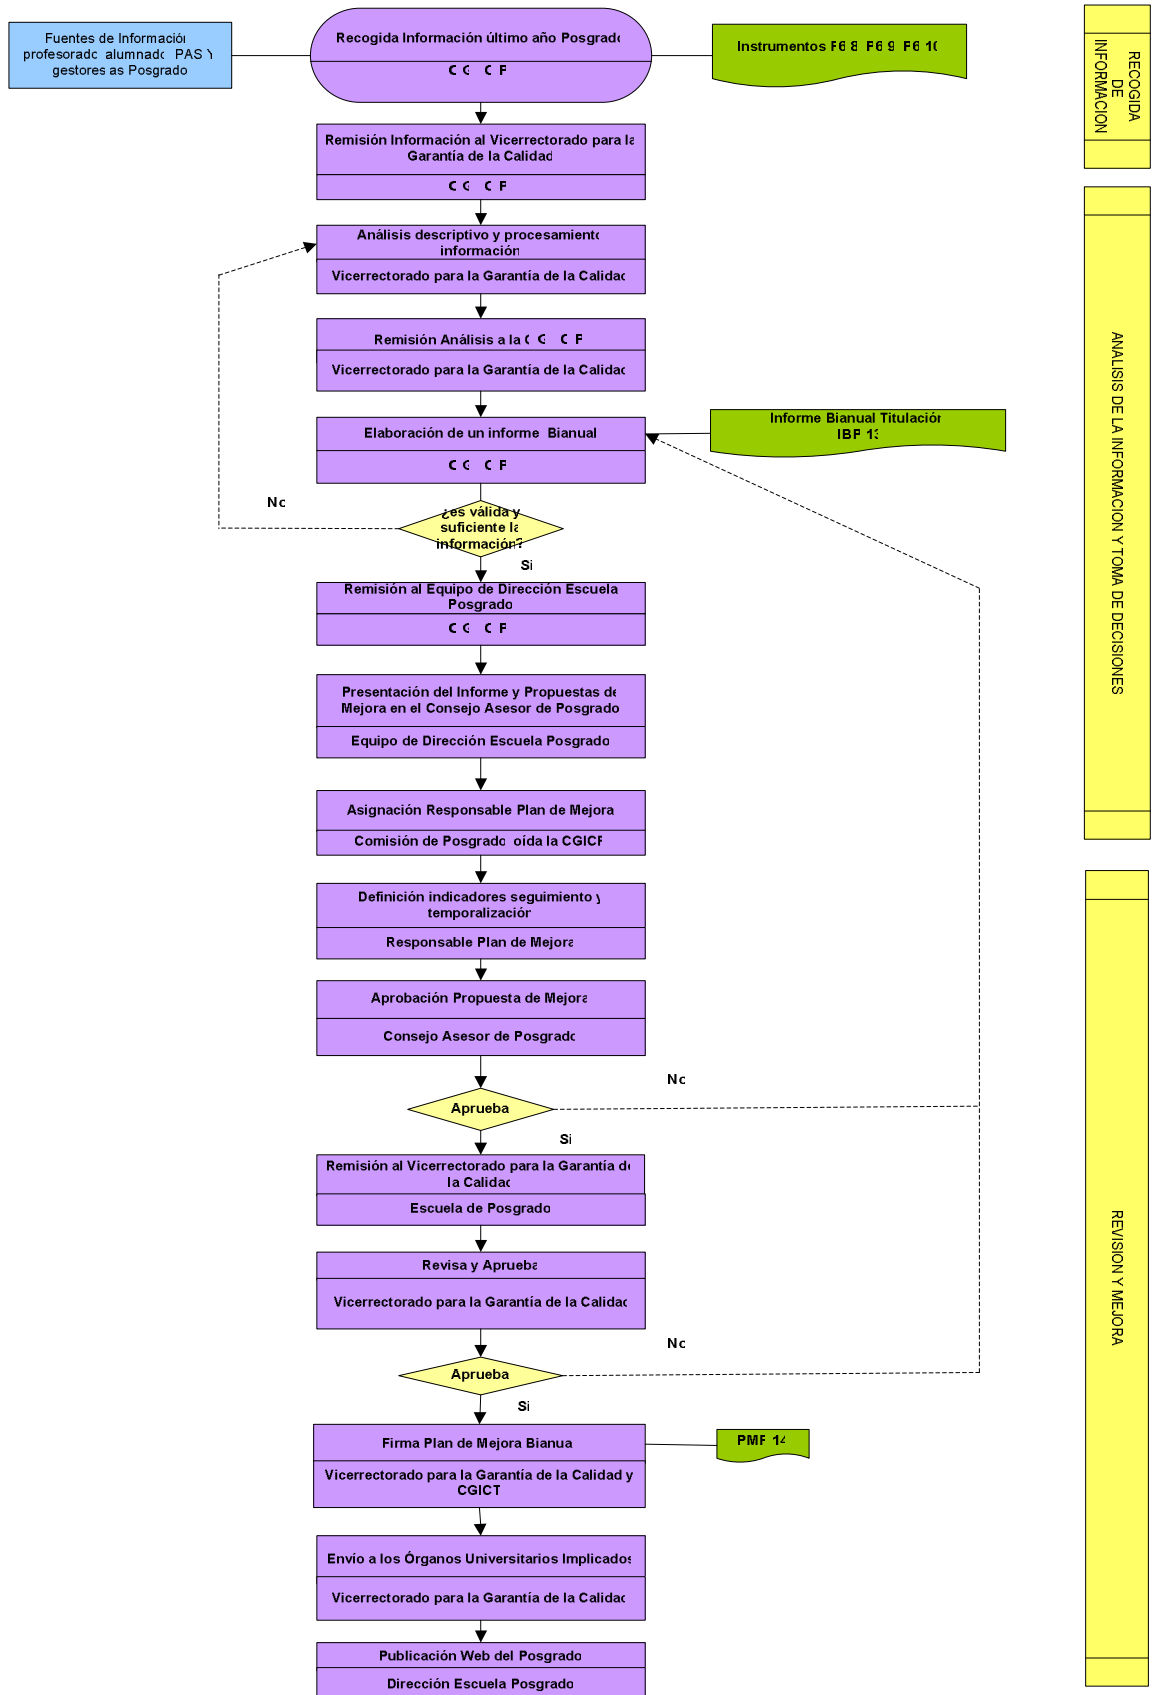 Fuentes de Información
profesorado alumnado PAS Y
gestores as Posgrado
Recogida Información último año Posgrado
C G C P
Instrumentos P6 8 P6 9 P6 10
RECOGIDA
DE
INFORMACION
Remisión Información al Vicerrectorado para la
Garantía de la Calidad
C G C P
Análisis descriptivo y procesamiento
información
Vicerrectorado para la Garantía de la Calidad
Remisión Análisis a la C G C P
Vicerrectorado para la Garantía de la Calidad
Elaboración de un informe Bianual
C G C P
Informe Bianual Titulación
IBP 13
No
¿es válida y
suficiente la
información?
Si
Remisión al Equipo de Dirección Escuela
Posgrado
C G C P
ANALISIS DE LA INFORMACION Y TOMA DE DECISIONES
Presentación del Informe y Propuestas de
Mejora en el Consejo Asesor de Posgrado
Equipo de Dirección Escuela Posgrado
Asignación Responsable Plan de Mejora
Comisión de Posgrado oída la CGICP
Definición indicadores seguimiento y
temporalización
Responsable Plan de Mejora
Aprobación Propuesta de Mejora
Consejo Asesor de Posgrado
No
Aprueba
Si
Remisión al Vicerrectorado para la Garantía de
la Calidad
Escuela de Posgrado
Revisa y Aprueba
Vicerrectorado para la Garantía de la Calidad
REVISION Y MEJORA
No
Aprueba
Si
Firma Plan de Mejora Bianua
Vicerrectorado para la Garantía de la Calidad y
CGICT
PMP 14
Envío a los Órganos Universitarios Implicados
Vicerrectorado para la Garantía de la Calidad
Publicación Web del Posgrado
Dirección Escuela Posgrado